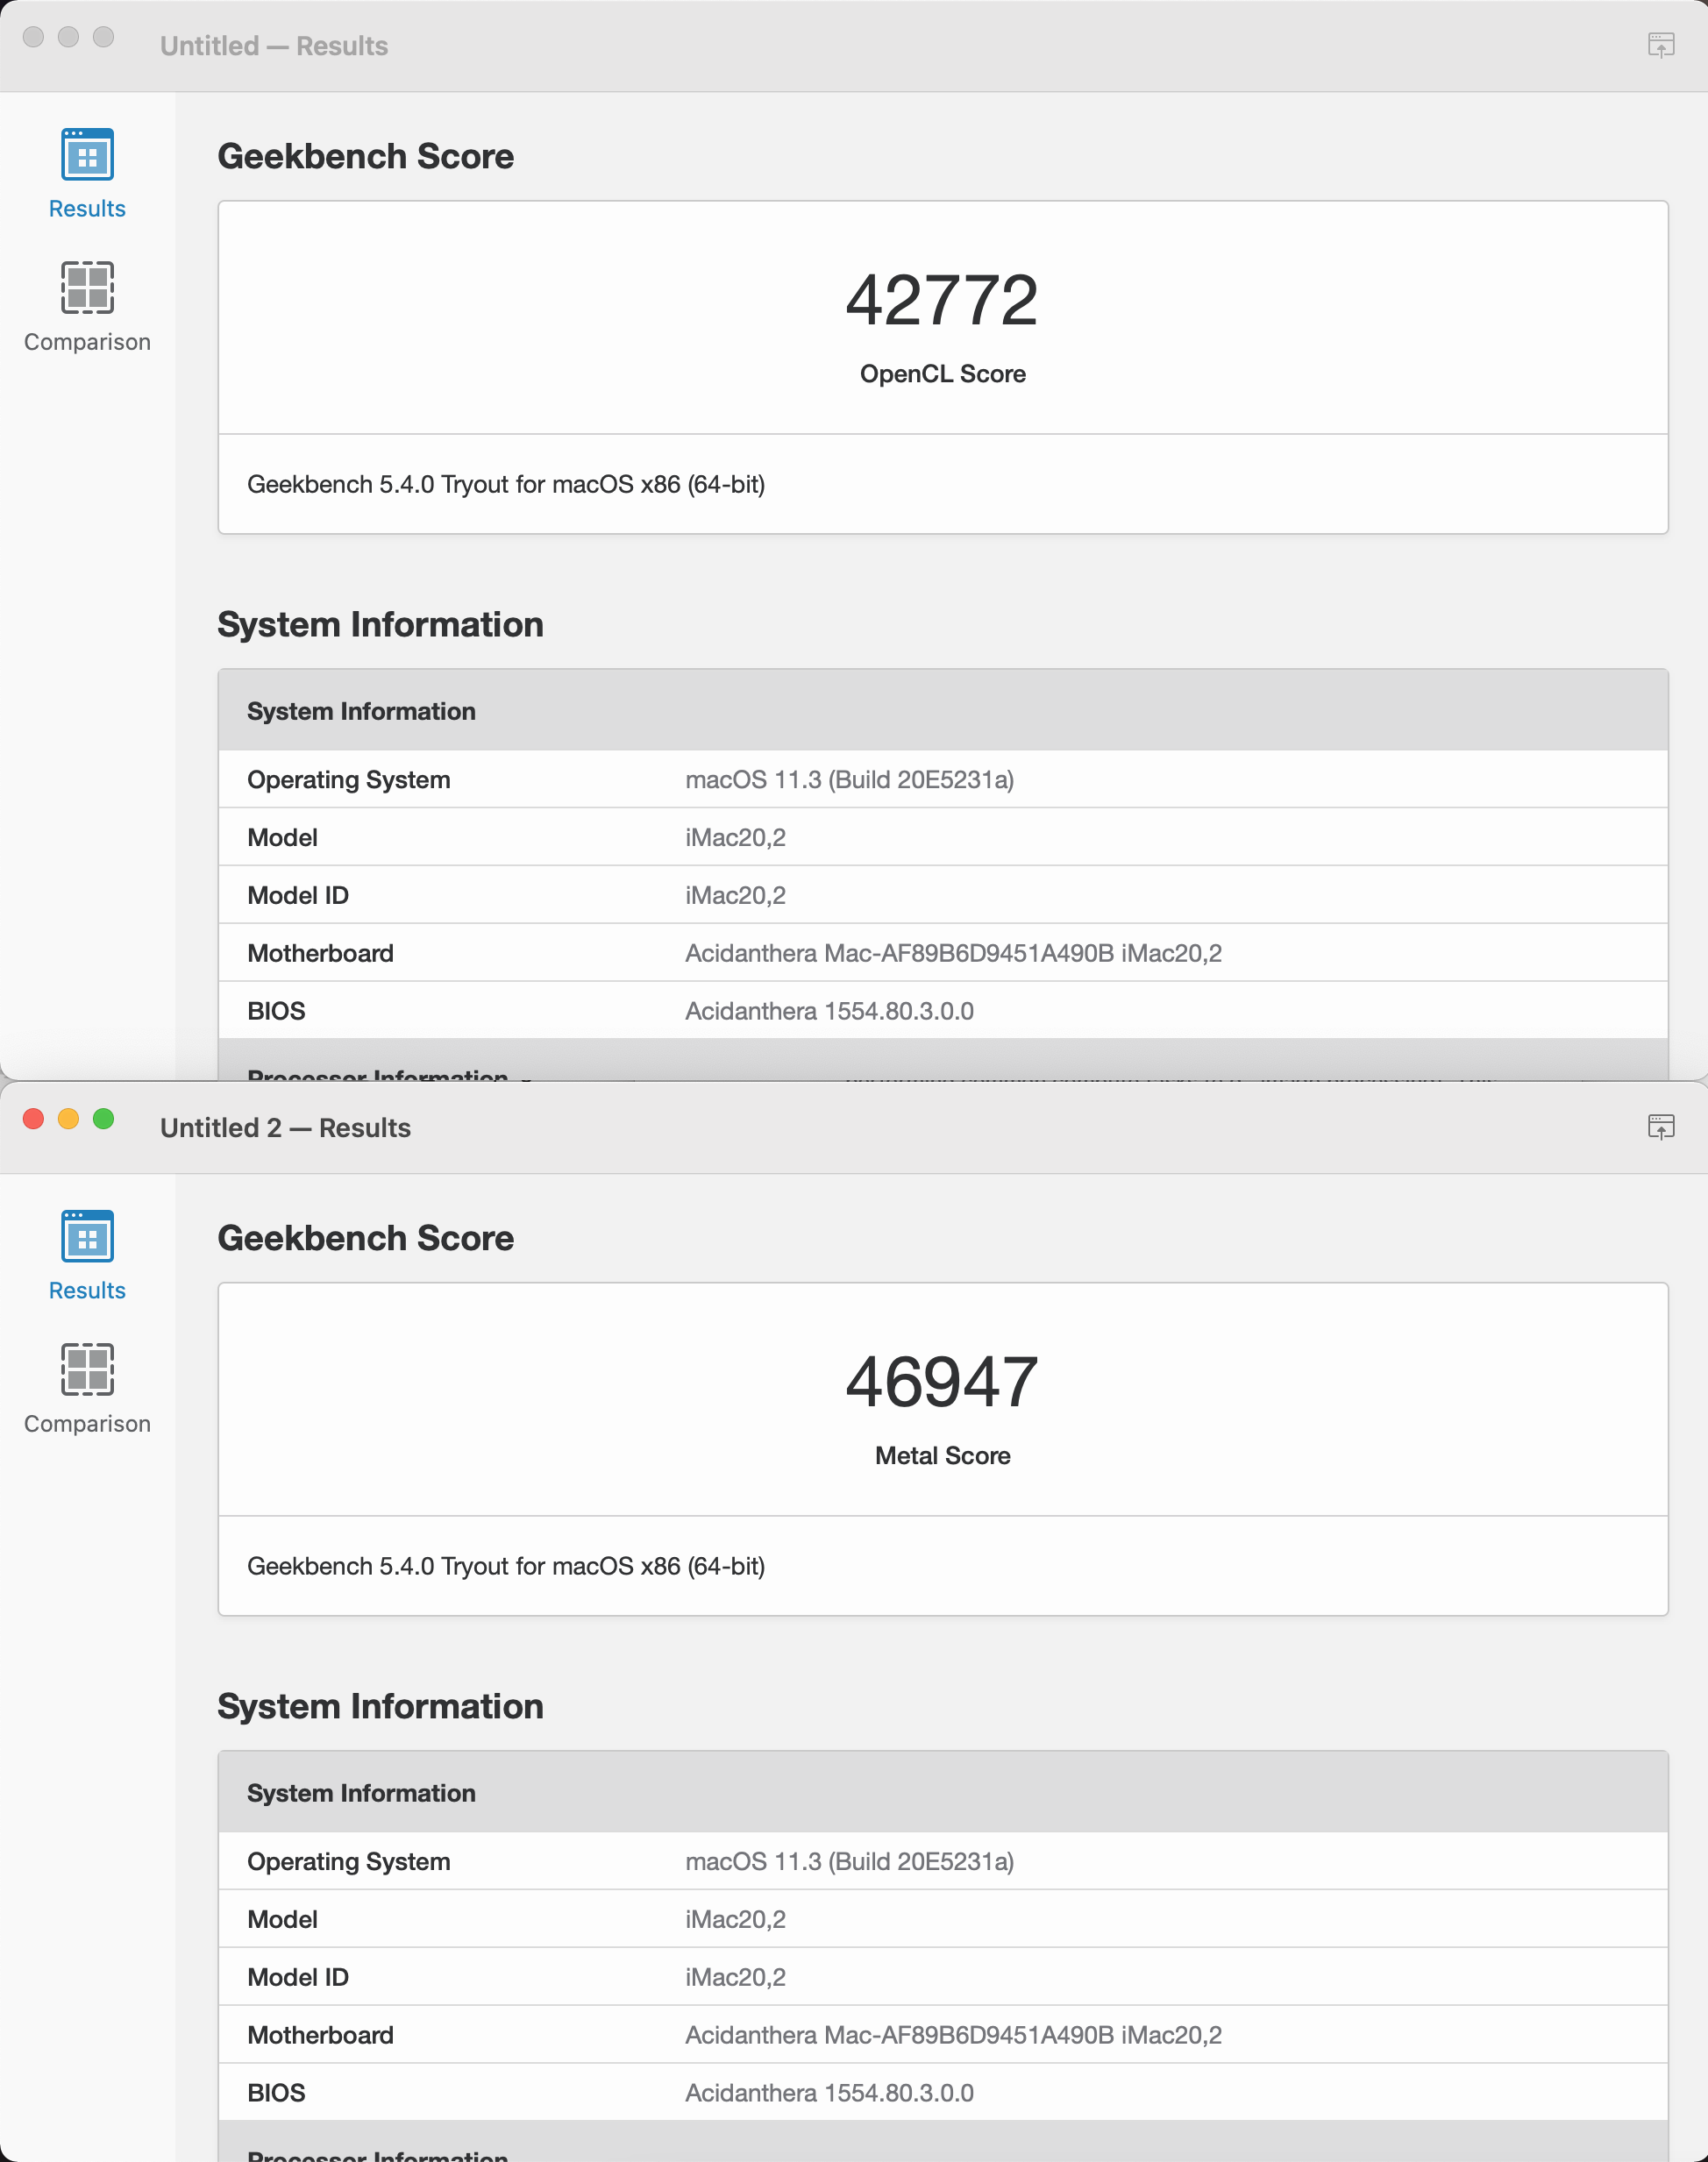 Untitled — Results
Results
Comparison
Geekbench Score
42772
OpenCL Score
Geekbench 5.4.0 Tryout for macOS x86 (64-bit)
System Information
System Information
Operating System macOS 11.3 (Build 20E5231a)
Model iMac20,2
Model ID iMac20,2
Motherboard Acidanthera Mac-AF89B6D9451A490B iMac20,2
BIOS Acidanthera 1554.80.3.0.0
Processor Information
Untitled 2 — Results
Results
Comparison
Geekbench Score
46947
Metal Score
Geekbench 5.4.0 Tryout for macOS x86 (64-bit)
System Information
System Information
Operating System macOS 11.3 (Build 20E5231a)
Model iMac20,2
Model ID iMac20,2
Motherboard Acidanthera Mac-AF89B6D9451A490B iMac20,2
BIOS Acidanthera 1554.80.3.0.0
Processor Information